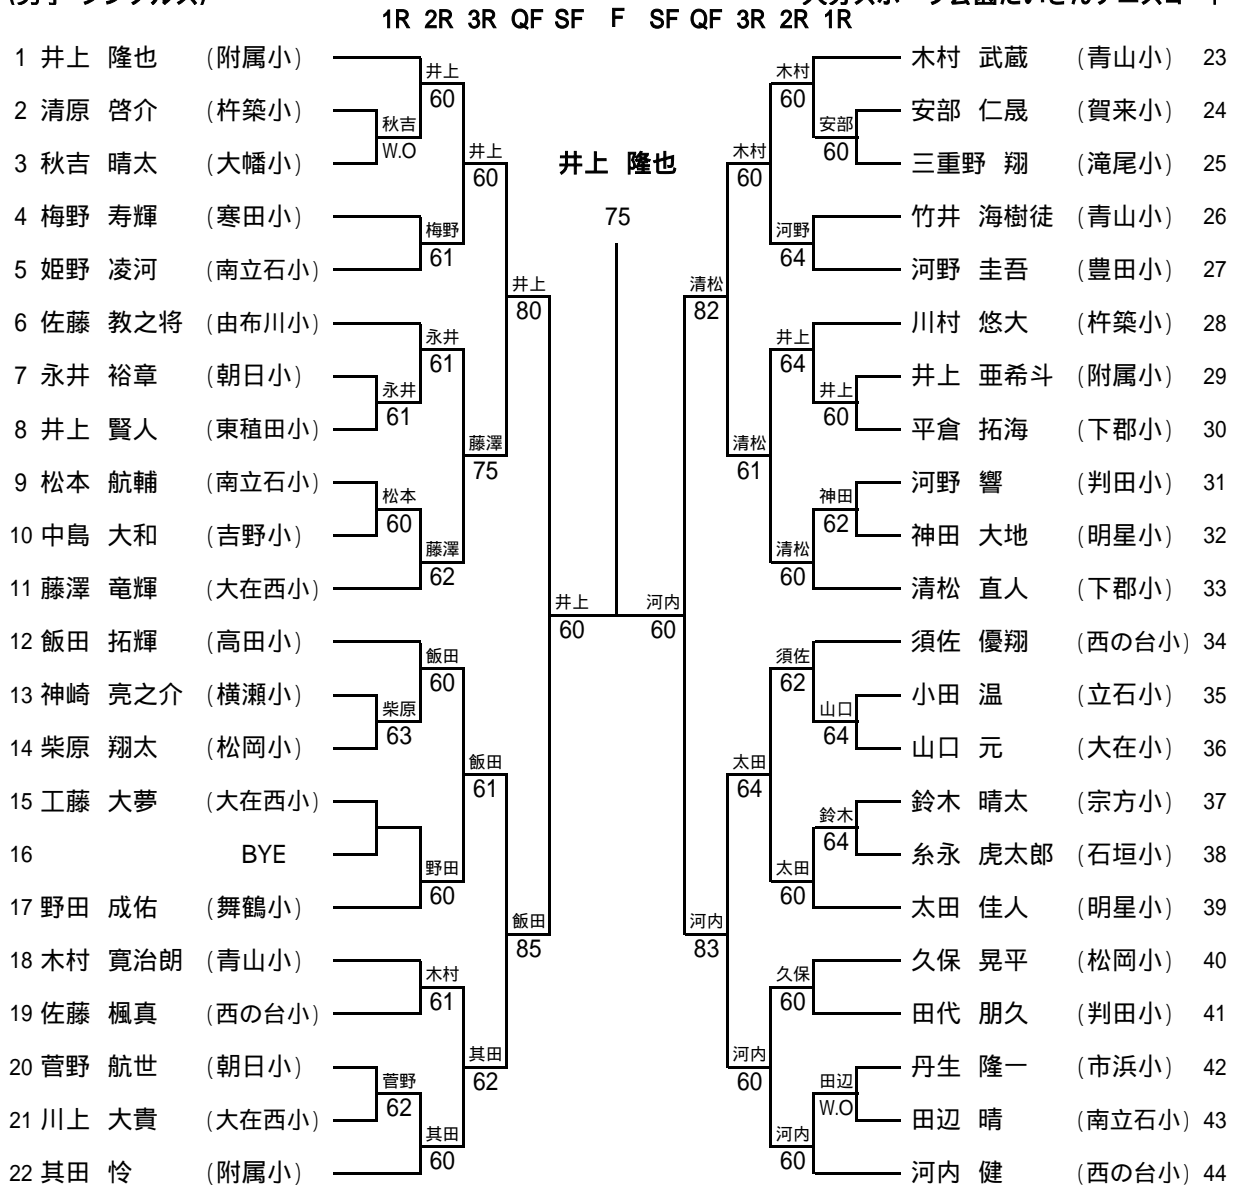 1R 2R 3R QF SF F SF QF 3R 2R 1R
1 井上 隆也 (附属小)
2 清原 啓介 (杵築小)
3 秋吉 晴太 (大幡小)
4 梅野 寿輝 (寒田小)
5 姫野 凌河 (南立石小)
6 佐藤 教之将 (由布川小)
7 永井 裕章 (朝日小)
8 井上 賢人 (東稙田小)
9 松本 航輔 (南立石小)
10 中島 大和 (吉野小)
11 藤澤 竜輝 (大在西小)
12 飯田 拓輝 (高田小)
13 神崎 亮之介 (横瀬小)
14 柴原 翔太 (松岡小)
15 工藤 大夢 (大在西小)
16 BYE
17 野田 成佑 (舞鶴小)
18 木村 寛治朗 (青山小)
19 佐藤 楓真 (西の台小)
20 菅野 航世 (朝日小)
21 川上 大貴 (大在西小)
22 其田 怜 (附属小)
秋吉
W.O
永井
61
松本
60
柴原
63
菅野
62
井上
60
梅野
61
永井
61
藤澤
62
飯田
60
野田
60
木村
61
其田
60
井上
60
藤澤
75
飯田
61
其田
62
井上
80
飯田
85
井上
60
井上 隆也
75
河内
60
清松
82
河内
83
木村
60
清松
61
太田
64
河内
60
木村
60
河野
64
井上
64
清松
60
須佐
62
太田
60
久保
60
河内
60
安部
60
井上
60
神田
62
山口
64
鈴木
64
田辺
W.O
木村 武蔵 (青山小) 23
安部 仁晟 (賀来小) 24
三重野 翔 (滝尾小) 25
竹井 海樹徒 (青山小) 26
河野 圭吾 (豊田小) 27
川村 悠大 (杵築小) 28
井上 亜希斗 (附属小) 29
平倉 拓海 (下郡小) 30
河野 響 (判田小) 31
神田 大地 (明星小) 32
清松 直人 (下郡小) 33
須佐 優翔 (西の台小) 34
小田 温 (立石小) 35
山口 元 (大在小) 36
鈴木 晴太 (宗方小) 37
糸永 虎太郎 (石垣小) 38
太田 佳人 (明星小) 39
久保 晃平 (松岡小) 40
田代 朋久 (判田小) 41
丹生 隆一 (市浜小) 42
田辺 晴 (南立石小) 43
河内 健 (西の台小) 44